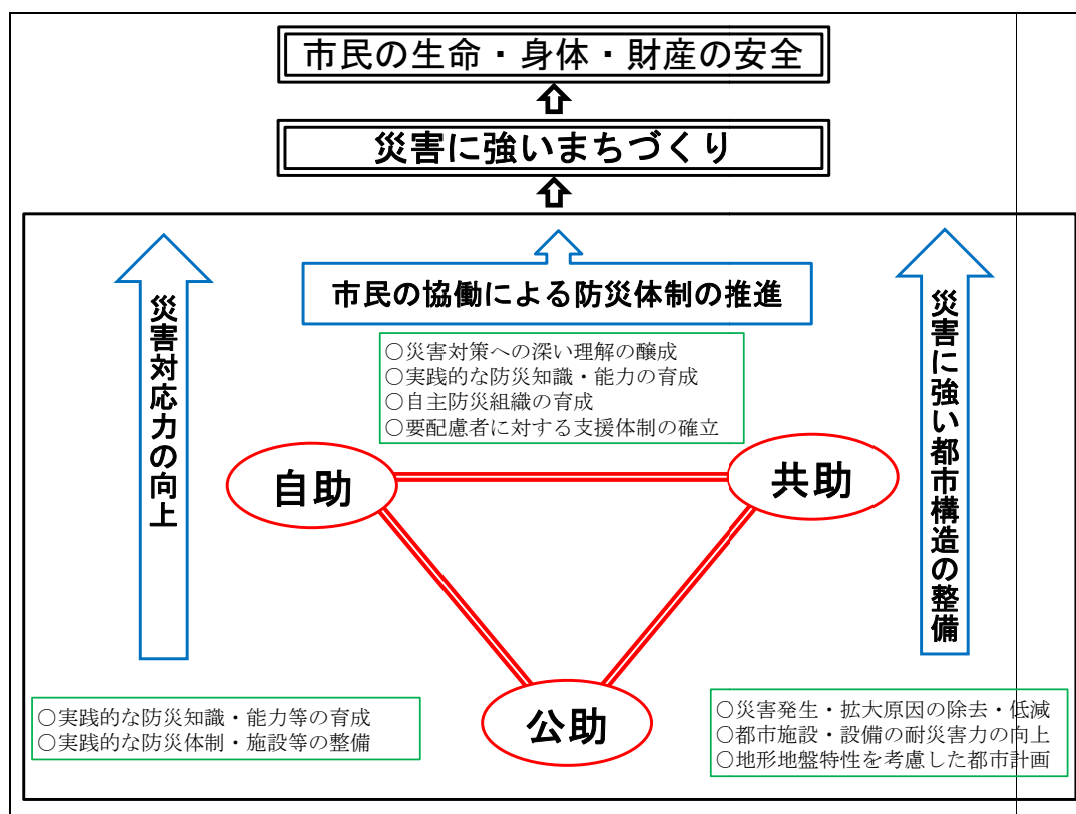 市民の生命・身体・財産の安全
災害に強いまちづくり
市民の協働による防災体制の推進
○災害対策への深い理解の醸成
○実践的な防災知識・能力の育成
○自主防災組織の育成
○要配慮者に対する支援体制の確立
災害対応力の向上
災害に強い都市構造の整備
自助
共助
公助
○実践的な防災知識・能力等の育成
○実践的な防災体制・施設等の整備
○災害発生・拡大原因の除去・低減
○都市施設・設備の耐災害力の向上
○地形地盤特性を考慮した都市計画